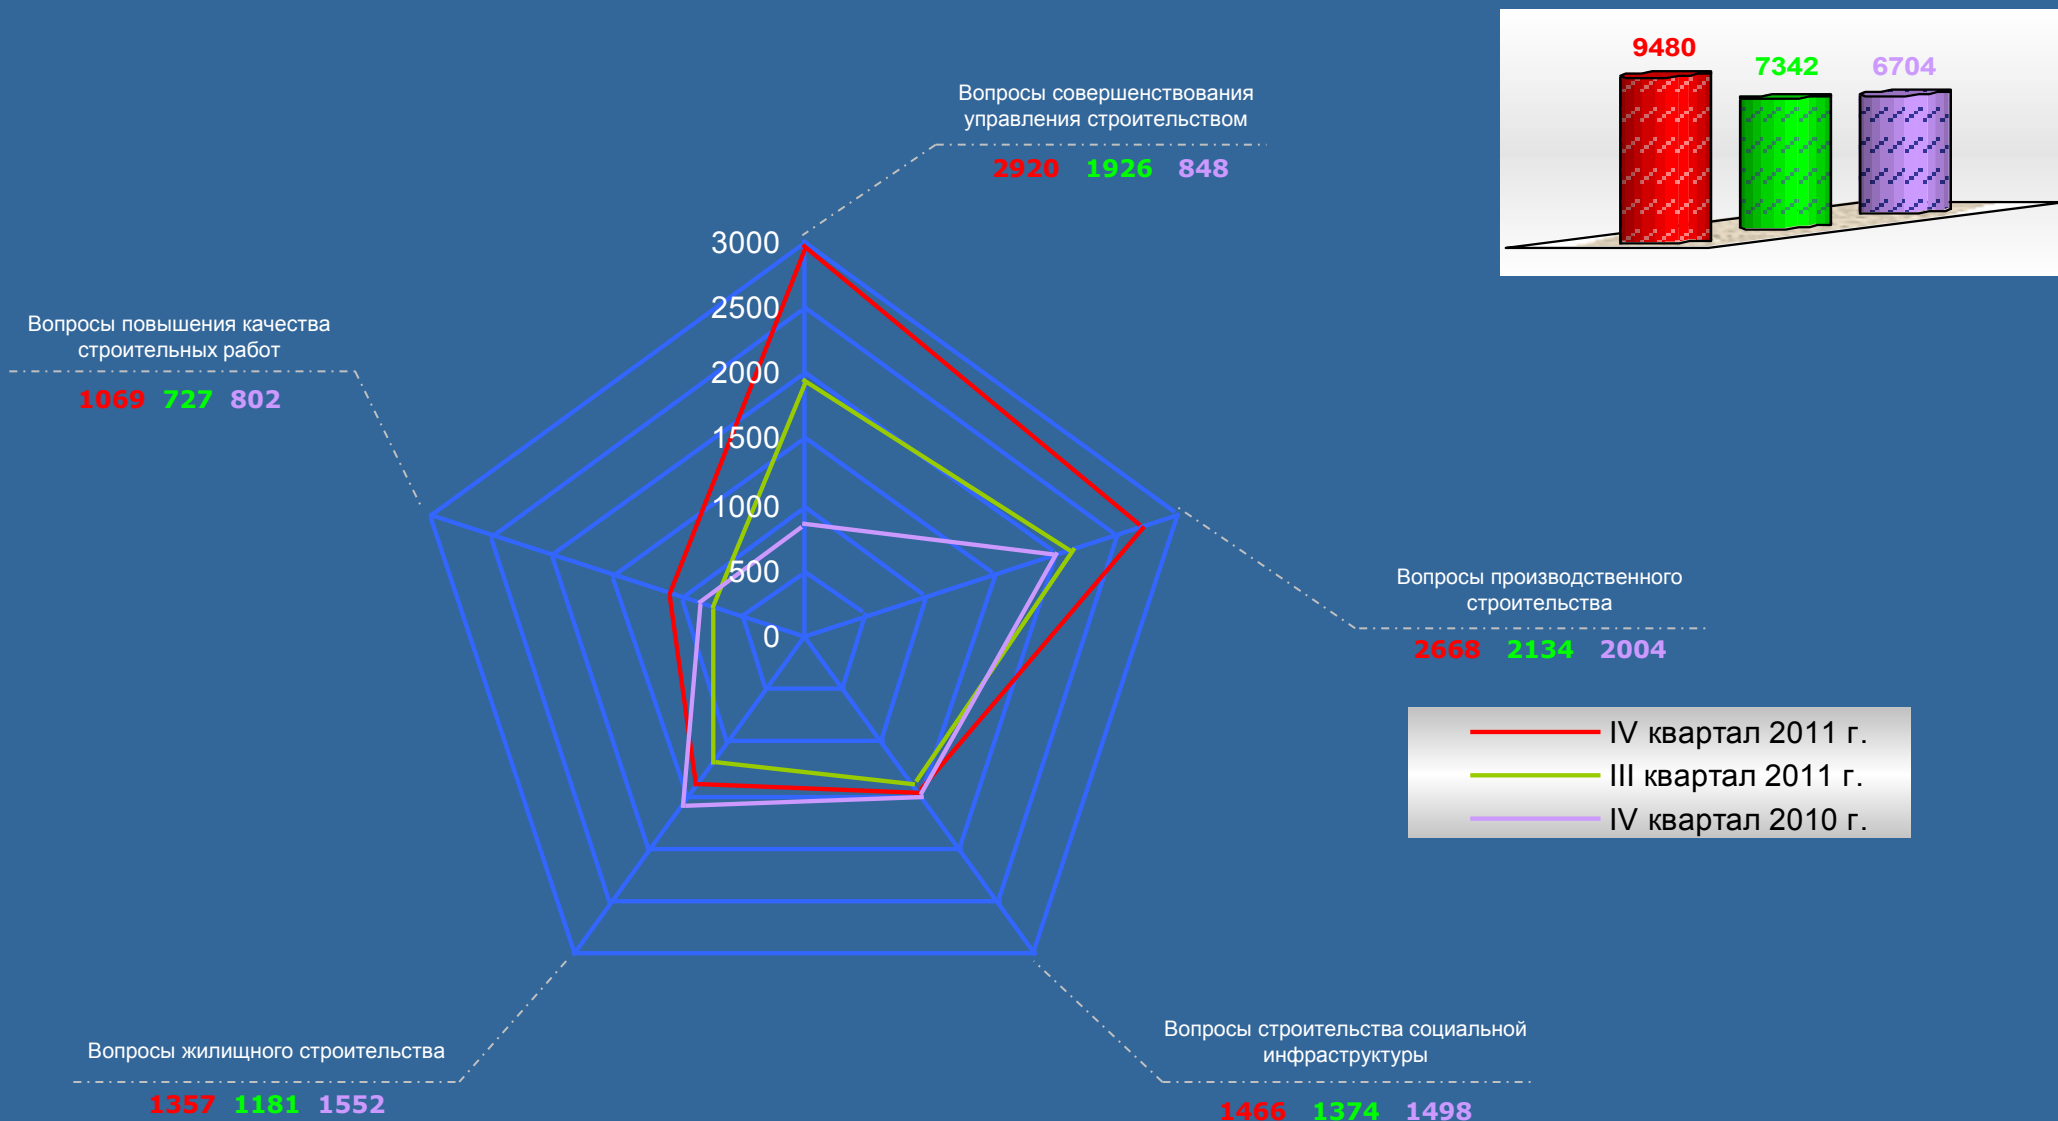 9480
7342
6704
Вопросы совершенствования
управления строительством
2920 1926 848
3000
2500
2000
1500
1000
500
0
Вопросы повышения качества
строительных работ
1069 727 802
Вопросы производственного
строительства
2668 2134 2004
IV квартал 2011 г.
III квартал 2011 г.
IV квартал 2010 г.
Вопросы жилищного строительства
1357 1181 1552
Вопросы строительства социальной
инфраструктуры
1466 1374 1498